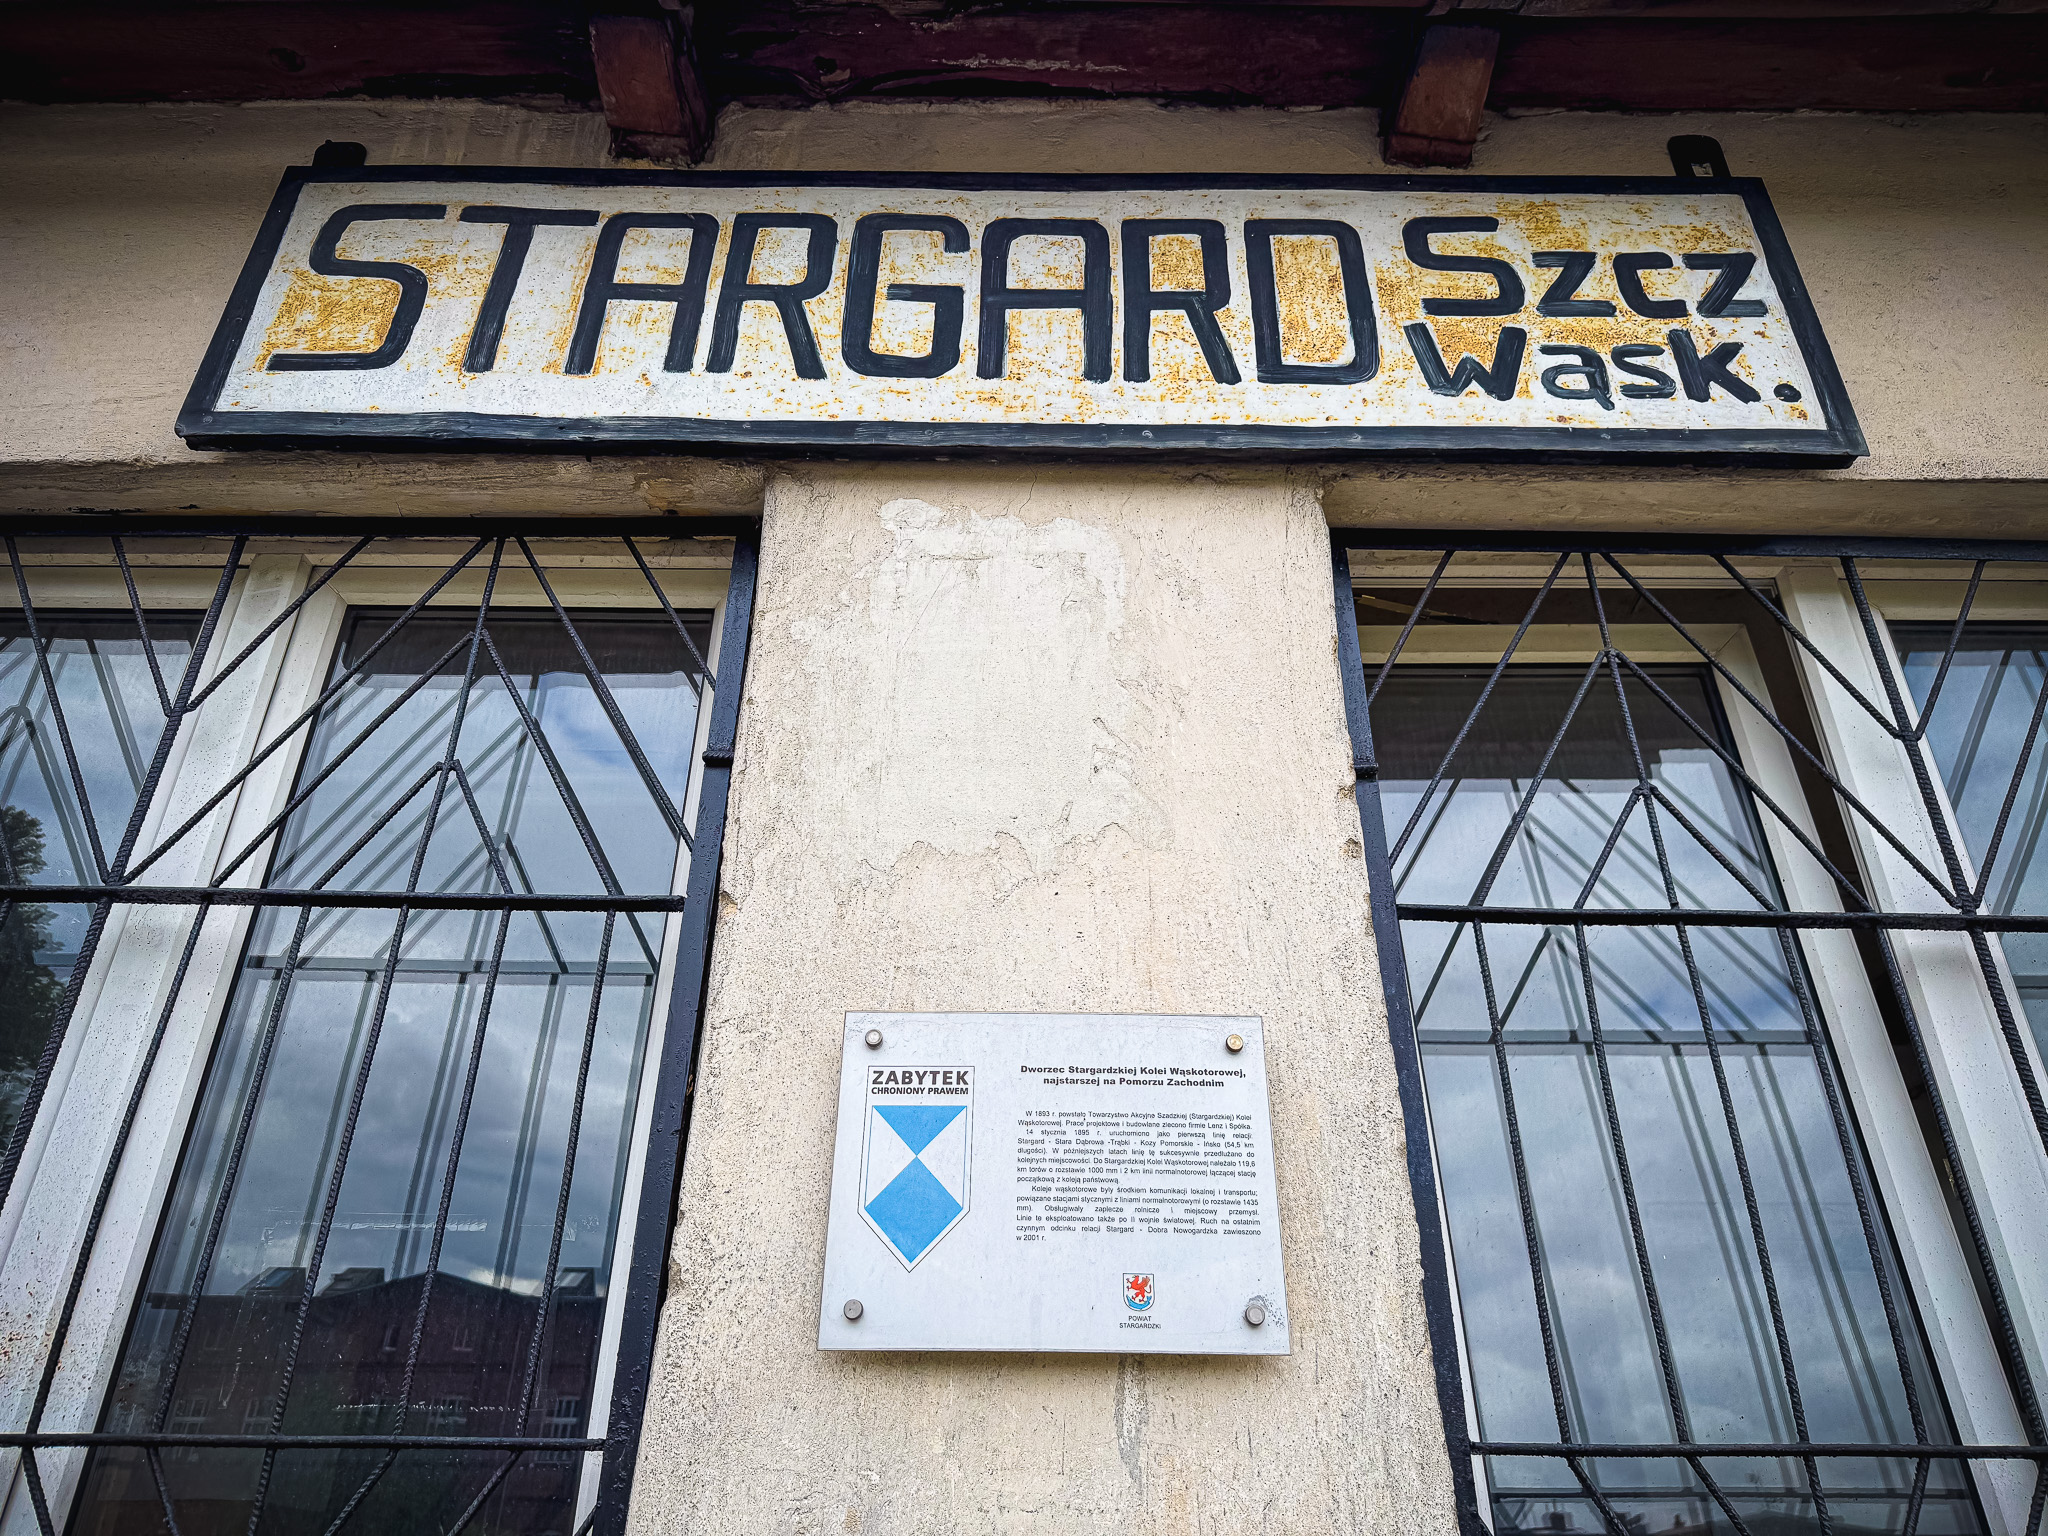 STARGARD Szcz
Wąsk.
ZABYTEK
CHRONIONY PRAWEM
Dworzec Stargardzkiej Kolei Wąskotorowej,
najstarszej na Pomorzu Zachodnim
W 1893 r. powstało Towarzystwo Akcyjne Szadzkiej (Stargardzkiej) Kolei
Wąskotorowej. Prace projektowe i budowlane zlecono firmie Lenz i Spółka.
14 stycznia 1895 r. uruchomiono jako pierwszą linię relacji:
Stargard - Stara Dąbrowa -Trąbki - Kozy Pomorskie - Ińsko (54,5 km
długości). W późniejszych latach linię tę sukcesywnie przedłużano do
kolejnych miejscowości. Do Stargardzkiej Kolei Wąskotorowej należało 119,6
km torów o rozstawie 1000 mm i 2 km linii normalnotorowej łączącej stację
początkową z koleją państwową.
Koleje wąskotorowe były środkiem komunikacji lokalnej i transportu;
powiązane stacjami stycznymi z liniami normalnotorowymi (o rozstawie 1435
mm). Obsługiwały zaplecze rolnicze i miejscowy przemysł.
Linie te eksploatowano także po II wojnie światowej. Ruch na ostatnim
czynnym odcinku relacji Stargard - Dobra Nowogardzka zawieszono
w 2001 r.
POWIAT
STARGARDZKI